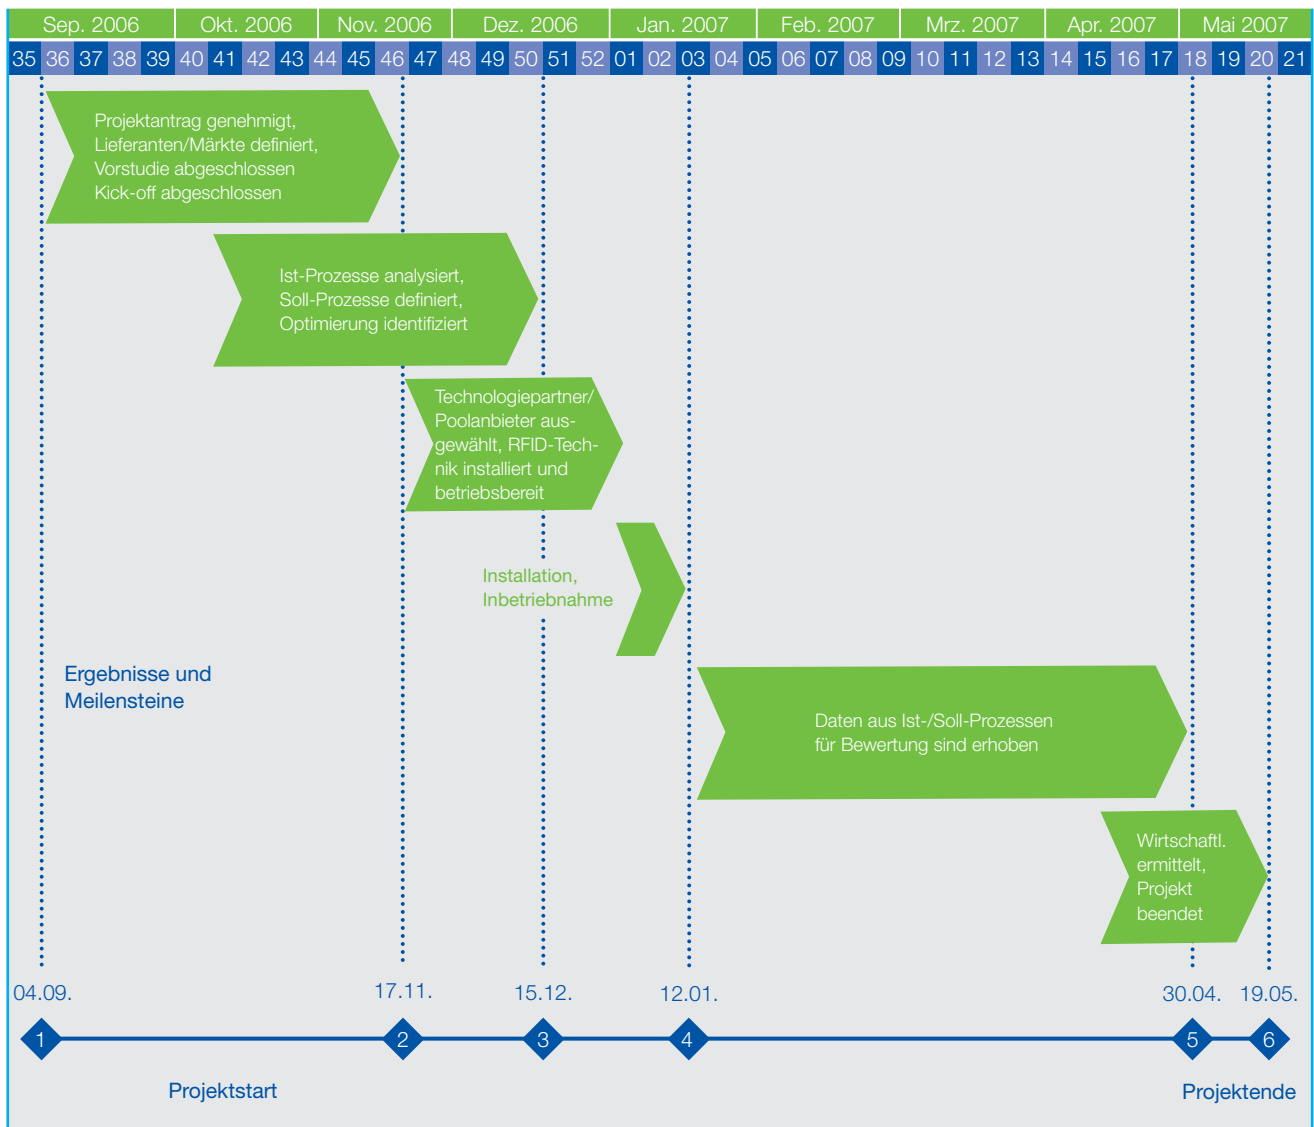 Sep. 2006 Okt. 2006 Nov. 2006 Dez. 2006 Jan. 2007 Feb. 2007 Mrz. 2007 Apr. 2007 Mai 2007
35 36 37 38 39 40 41 42 43 44 45 46 47 48 49 50 51 52 01 02 03 04 05 06 07 08 09 10 11 12 13 14 15 16 17 18 19 20 21
Projektantrag genehmigt,
Lieferanten/Märkte definiert,
Vorstudie abgeschlossen
Kick-off abgeschlossen
Ist-Prozesse analysiert,
Soll-Prozesse definiert,
Optimierung identifiziert
Technologiepartner/
Poolanbieter aus-
gewählt, RFID-Tech-
nik installiert und
betriebsbereit
Installation,
Inbetriebnahme
Ergebnisse und
Meilensteine
Daten aus Ist-/Soll-Prozessen
für Bewertung sind erhoben
Wirtschaftl.
ermittelt,
Projekt
beendet
04.09. 17.11. 15.12. 12.01. 30.04. 19.05.
1 2 3 4 5 6
Projektstart Projektende